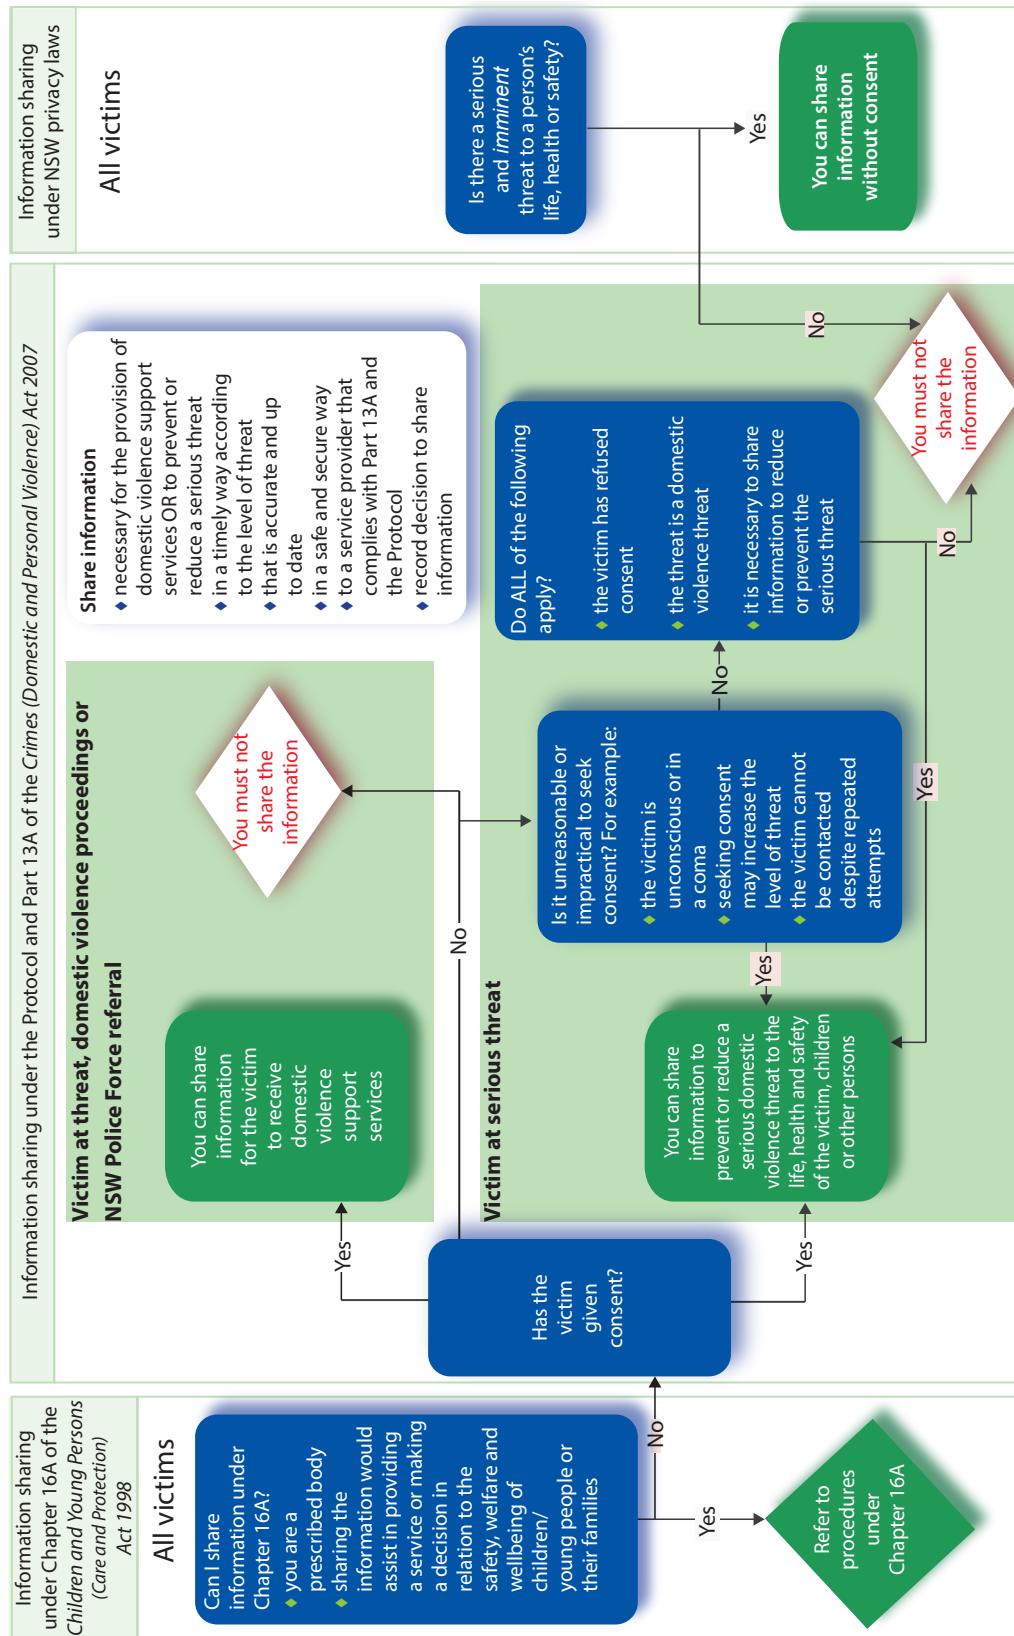 Information sharing
under Chapter 16A of the
Children and Young Persons
(Care and Protection)
Act 1998
All victims
Can I share
information under
Chapter 16A?
♦ you are a
prescribed body
♦ sharing the
information would
assist in providing
a service or making
a decision in
relation to the
safety, welfare and
wellbeing of
children/
young people or
their families
No
Yes
Refer to
procedures
under
Chapter 16A
Information sharing under the Protocol and Part 13A of the Crimes (Domestic and Personal Violence) Act 2007
Has the
victim
given
consent?
Yes
No
Yes
Victim at threat, domestic violence proceedings or
NSW Police Force referral
You can share
information
for the victim
to receive
domestic
violence
support
services
You must not
share the
information
Share information
♦ necessary for the provision of
domestic violence support
services OR to prevent or
reduce a serious threat
♦ in a timely way according
to the level of threat
♦ that is accurate and up
to date
♦ in a safe and secure way
♦ to a service provider that
complies with Part 13A and
the Protocol
♦ record decision to share
information
Victim at serious threat
You can share
information to
prevent or reduce a
serious domestic
violence threat to the
life, health and safety
of the victim, children
or other persons
Yes
Is it unreasonable or
impractical to seek
consent? For example:
♦ the victim is
unconscious or in
a coma
♦ seeking consent
may increase the
level of threat
♦ the victim cannot
be contacted
despite repeated
attempts
No
Do ALL of the following
apply?
♦ the victim has refused
consent
♦ the threat is a domestic
violence threat
♦ it is necessary to share
information to reduce
or prevent the
serious threat
Yes
No
You must not
share the
information
Information sharing
under NSW privacy laws
All victims
Is there a serious
and imminent
threat to a person's
life, health or safety?
No
Yes
You can share
information
without consent